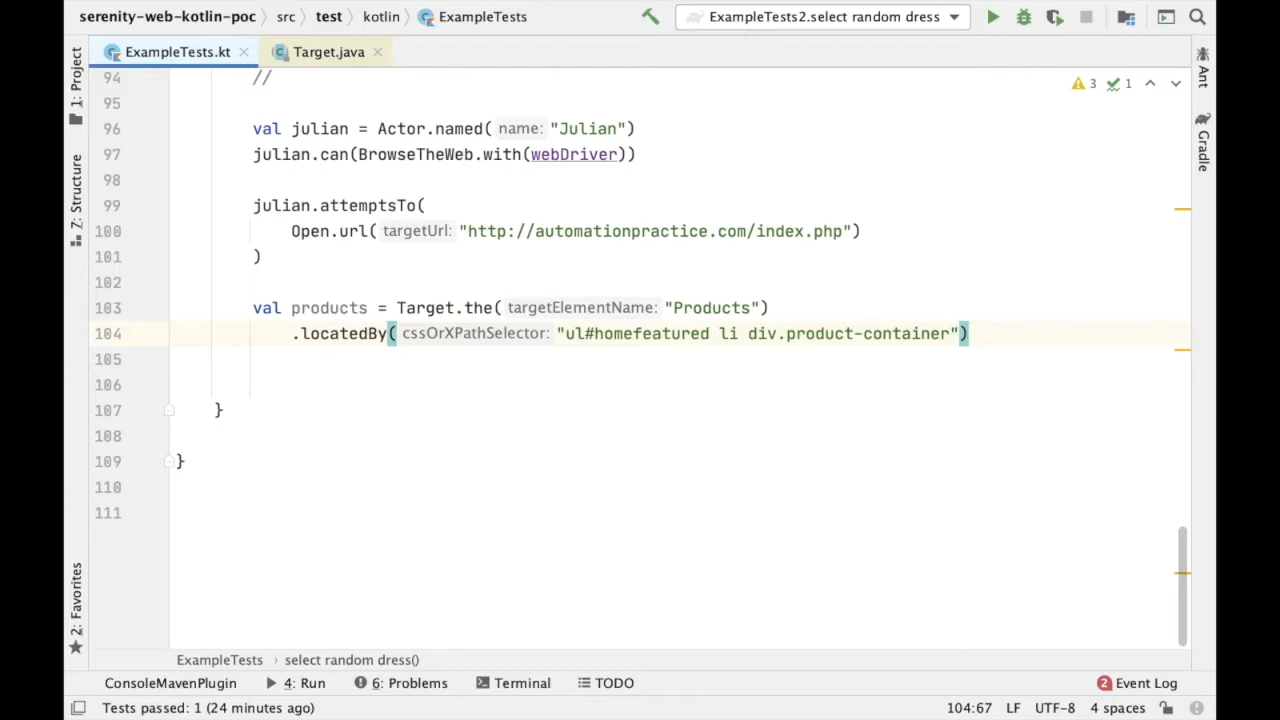 serenity-web-kotlin-poc src test kotlin ExampleTests ExampleTests2.select random dress
ExampleTests.kt Target.java
94 //
3 1
95
96 val julian = Actor.named( name: "Julian")
97 julian.can(BrowseTheWeb.with(webDriver))
98
99 julian.attemptsTo(
100 Open.url( targetUrl: "http://automationpractice.com/index.php")
101 )
102
103 val products = Target.the( targetElementName: "Products")
104 .locatedBy( cssOrXPathSelector: "ul#homefeatured li div.product-container")
105
106
107 }
108
109 }
110
111
1: Project
7: Structure
2: Favorites
Ant
Gradle
ExampleTests › select random dress()
ConsoleMavenPlugin 4: Run 6: Problems Terminal TODO 2 Event Log
Tests passed: 1 (24 minutes ago) 104:67 LF UTF-8 4 spaces